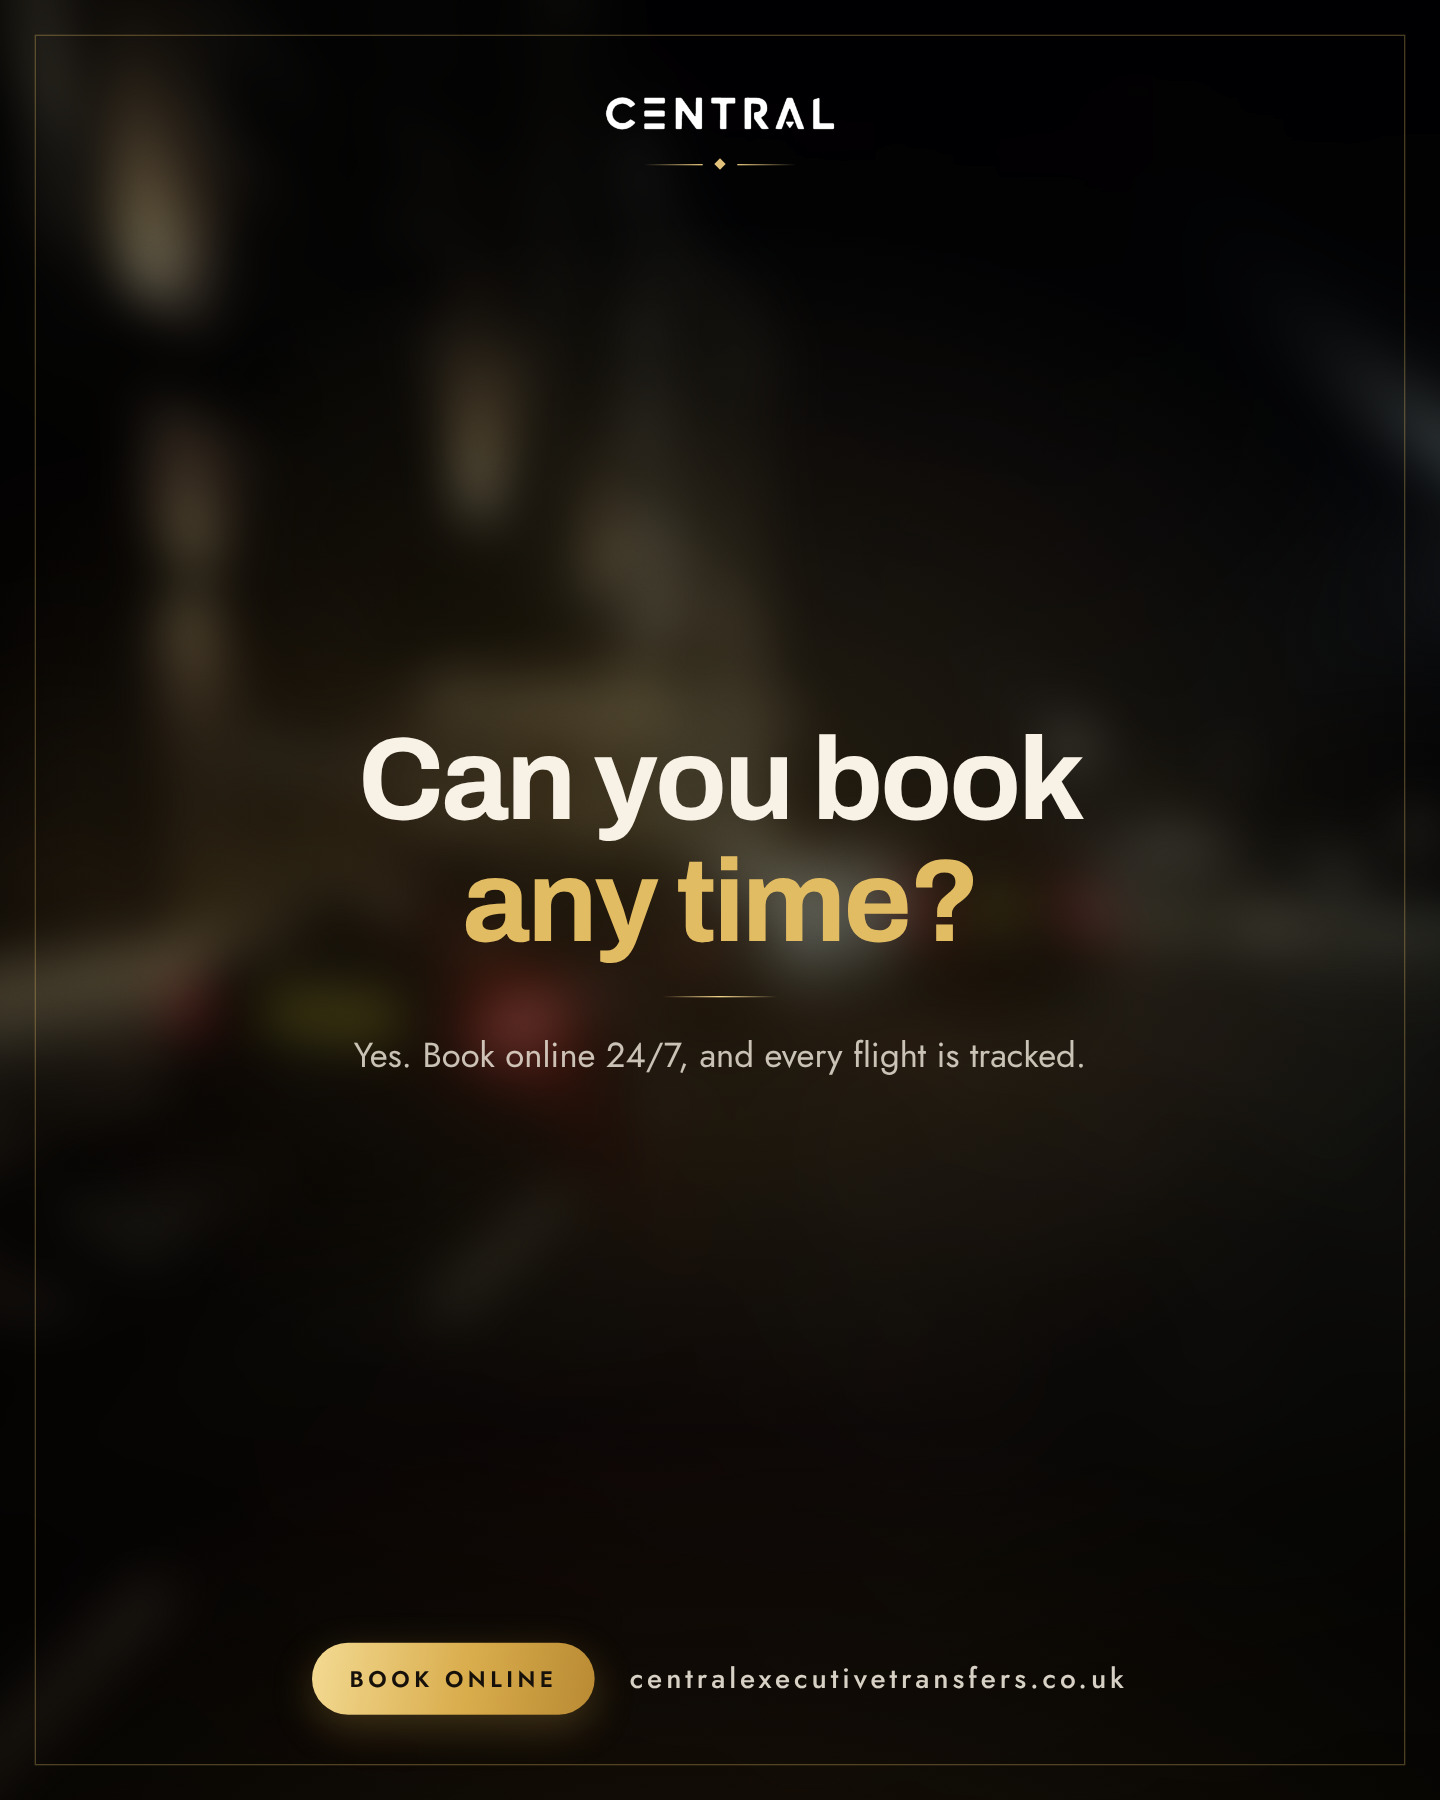 CENTRAL
Can you book
any time?
Yes. Book online 24/7, and every flight is tracked.
BOOK ONLINE
centralexecutivetransfers.co.uk